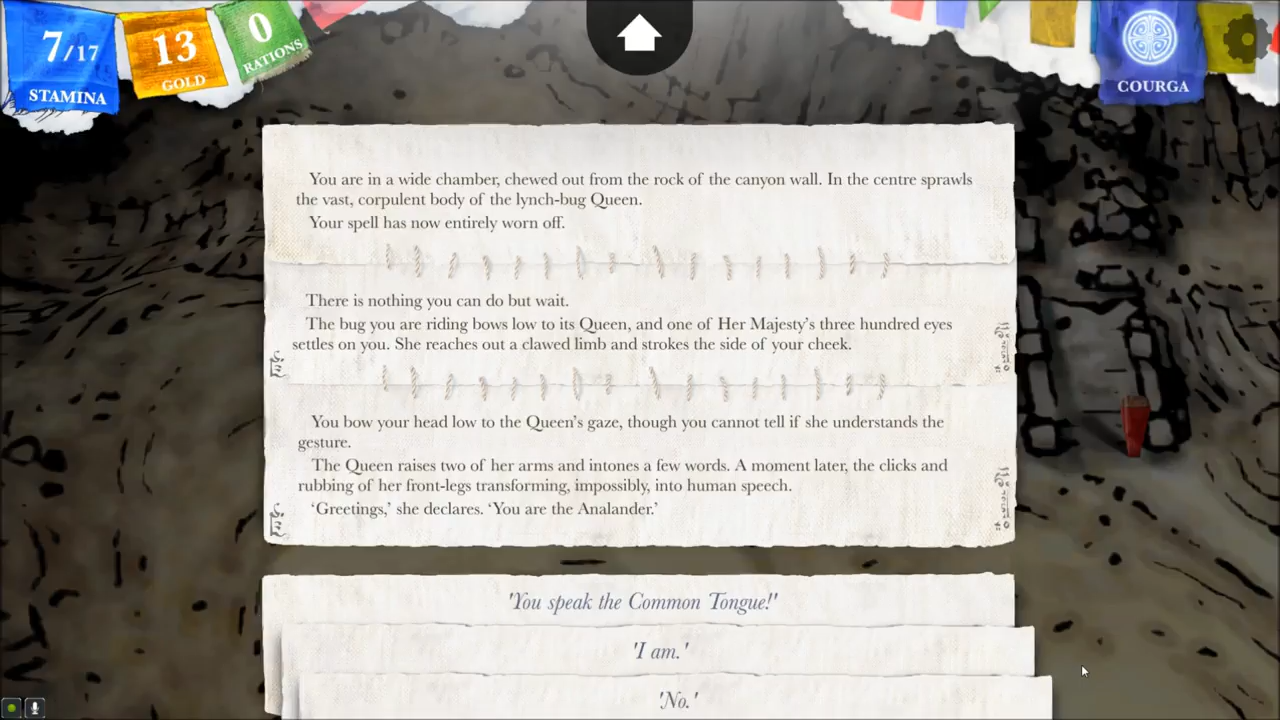 7/17
STAMINA
13
GOLD
0
RATIONS
COURGA
You are in a wide chamber, chewed out from the rock of the canyon wall. In the centre sprawls
the vast, corpulent body of the lynch-bug Queen.
Your spell has now entirely worn off.
There is nothing you can do but wait.
The bug you are riding bows low to its Queen, and one of Her Majesty’s three hundred eyes
settles on you. She reaches out a clawed limb and strokes the side of your cheek.
You bow your head low to the Queen’s gaze, though you cannot tell if she understands the
gesture.
The Queen raises two of her arms and intones a few words. A moment later, the clicks and
rubbing of her front-legs transforming, impossibly, into human speech.
‘Greetings,’ she declares. ‘You are the Analander.’
'You speak the Common Tongue!'
'I am.'
'No.'